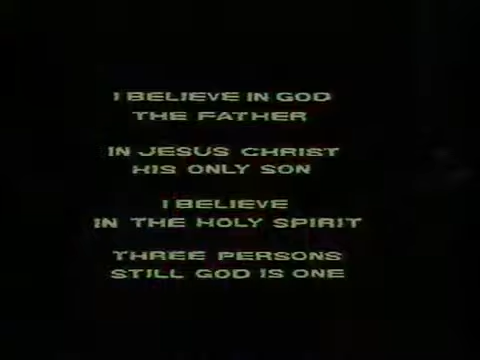 I BELIEVE IN GOD
THE FATHER
IN JESUS CHRIST
HIS ONLY SON
I BELIEVE
IN THE HOLY SPIRIT
THREE PERSONS
STILL GOD IS ONE